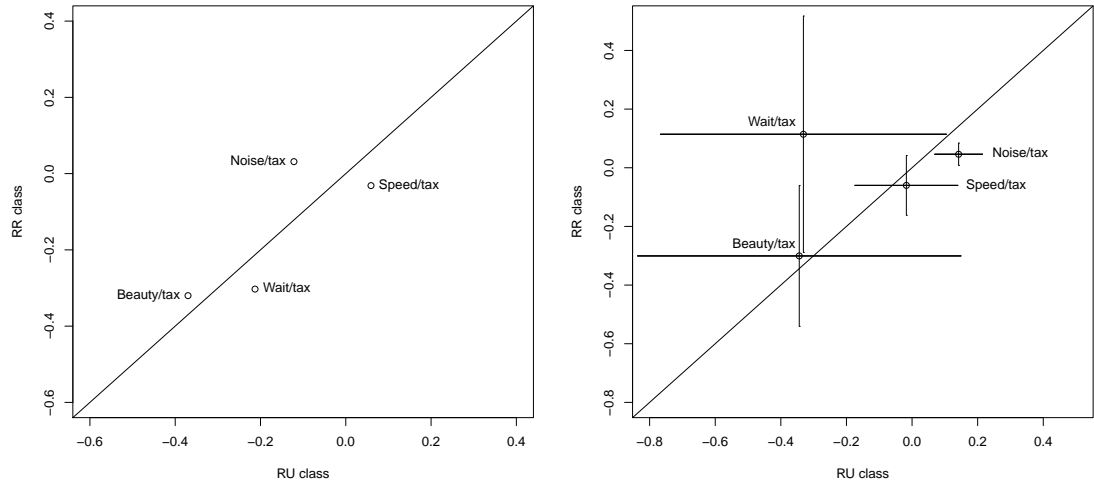 RR class
0.4
0.2
0.0
−0.2
−0.4
−0.6
Noise/tax
Speed/tax
Beauty/tax
Wait/tax
−0.6 −0.4 −0.2 0.0 0.2 0.4
RU class
RR class
0.4
0.2
0.0
−0.2
−0.4
−0.6
−0.8
Wait/tax
Noise/tax
Speed/tax
Beauty/tax
−0.8 −0.6 −0.4 −0.2 0.0 0.2 0.4
RU class